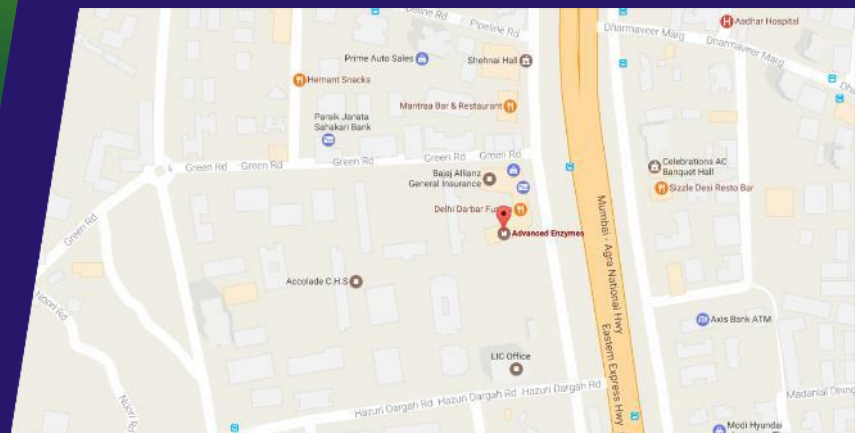 Pipeline Rd
Pipeline Rd
Aadhar Hospital
Dharmaveer Marg
Dharmaveer Marg
Prime Auto Sales
Shehnai Hall
Hemant Snacks
Mantraa Bar & Restaurant
Parsik Janata
Sahakari Bank
Green Rd
Green Rd
Green Rd
Green Rd
Green Rd
Bajaj Allianz
General Insurance
Celebrations AC
Banquet Hall
Sizzle Desi Resto Bar
Delhi Darbar
Advanced Enzymes
Green Rd
Mumbai - Agra National Hwy
Eastern Express Hwy
Accolade C.H.S
Noori Rd
Axis Bank ATM
LIC Office
Hazuri Dargah Rd
Hazuri Dargah Rd
Hazuri Dargah Rd
Noori Rd
Modi Hyundai